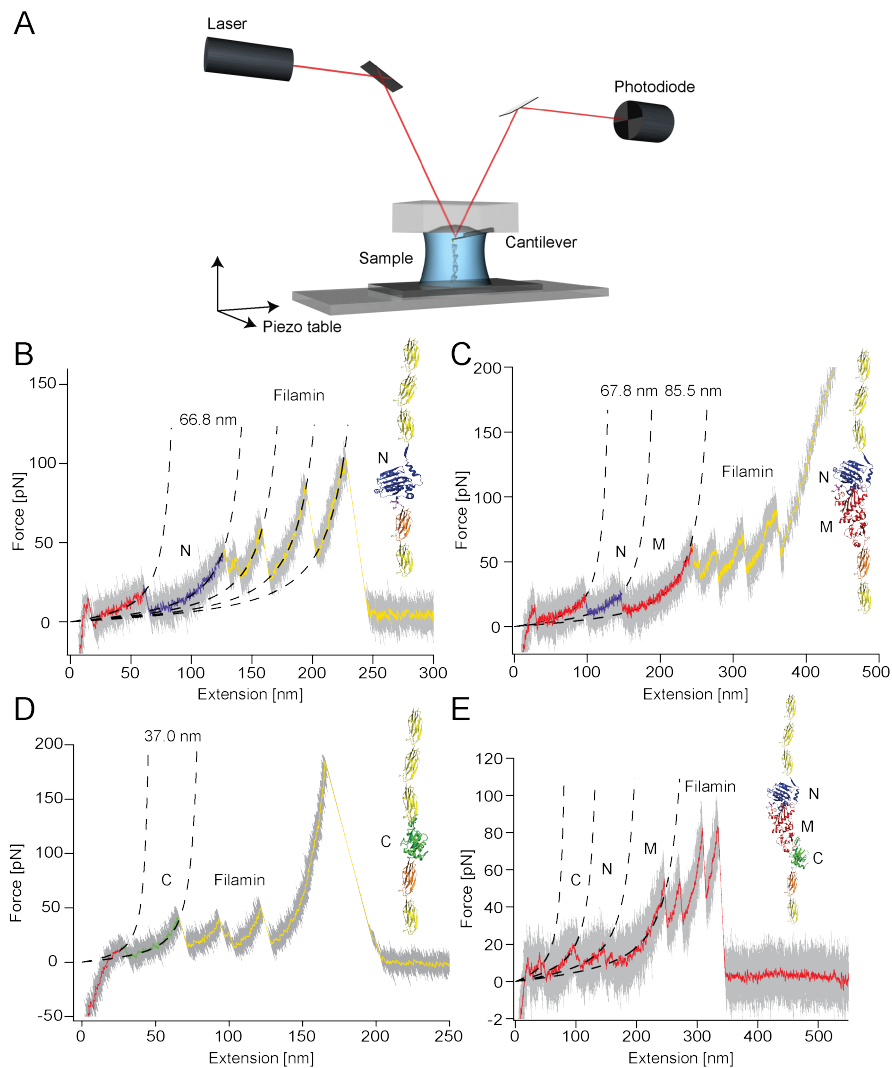 A
Laser
Photodiode
Sample
Cantilever
Piezo table
B
160
100
50
0
Force [pN]
0
50
100
150
200
250
300
Extension [nm]
66.8 nm
Filamin
N
N
C
200
150
100
50
0
Force [pN]
0
100
200
300
400
500
Extension [nm]
67.8 nm 85.5 nm
Filamin
N
M
N
M
D
200
150
100
50
0
-50
Force [pN]
0
50
100
150
200
250
Extension [nm]
37.0 nm
C
Filamin
C
E
120
100
80
60
40
20
0
-2
Force [pN]
0
100
200
300
400
500
Extension [nm]
Filamin
C
N
M
N
M
C